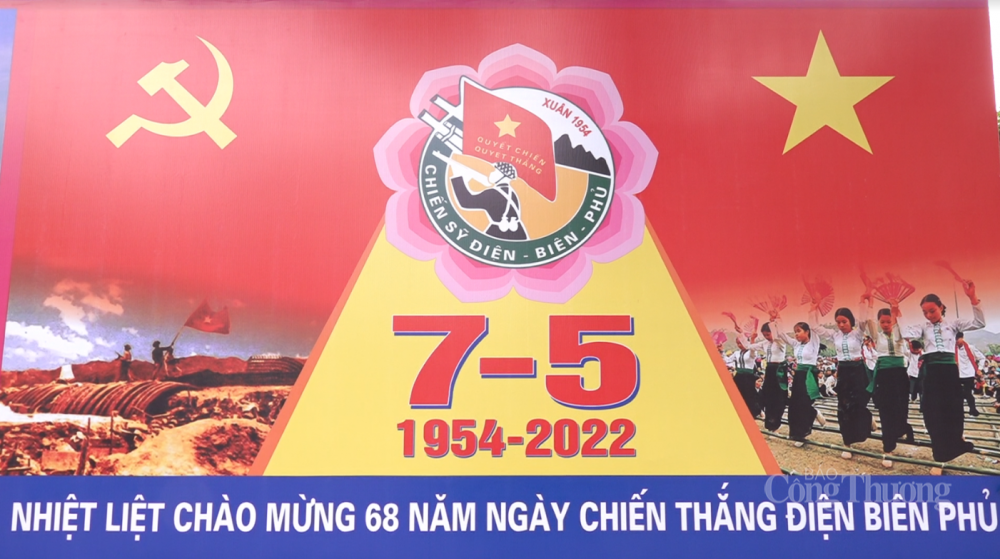 XUÂN 1954
QUYẾT CHIẾN
QUYẾT THẮNG
CHIẾN SỸ ĐIỆN - BIÊN - PHỦ
7-5
1954-2022
BÁO
Công Thương
NHIỆT LIỆT CHÀO MỪNG 68 NĂM NGÀY CHIẾN THẮNG ĐIỆN BIÊN PHỦ